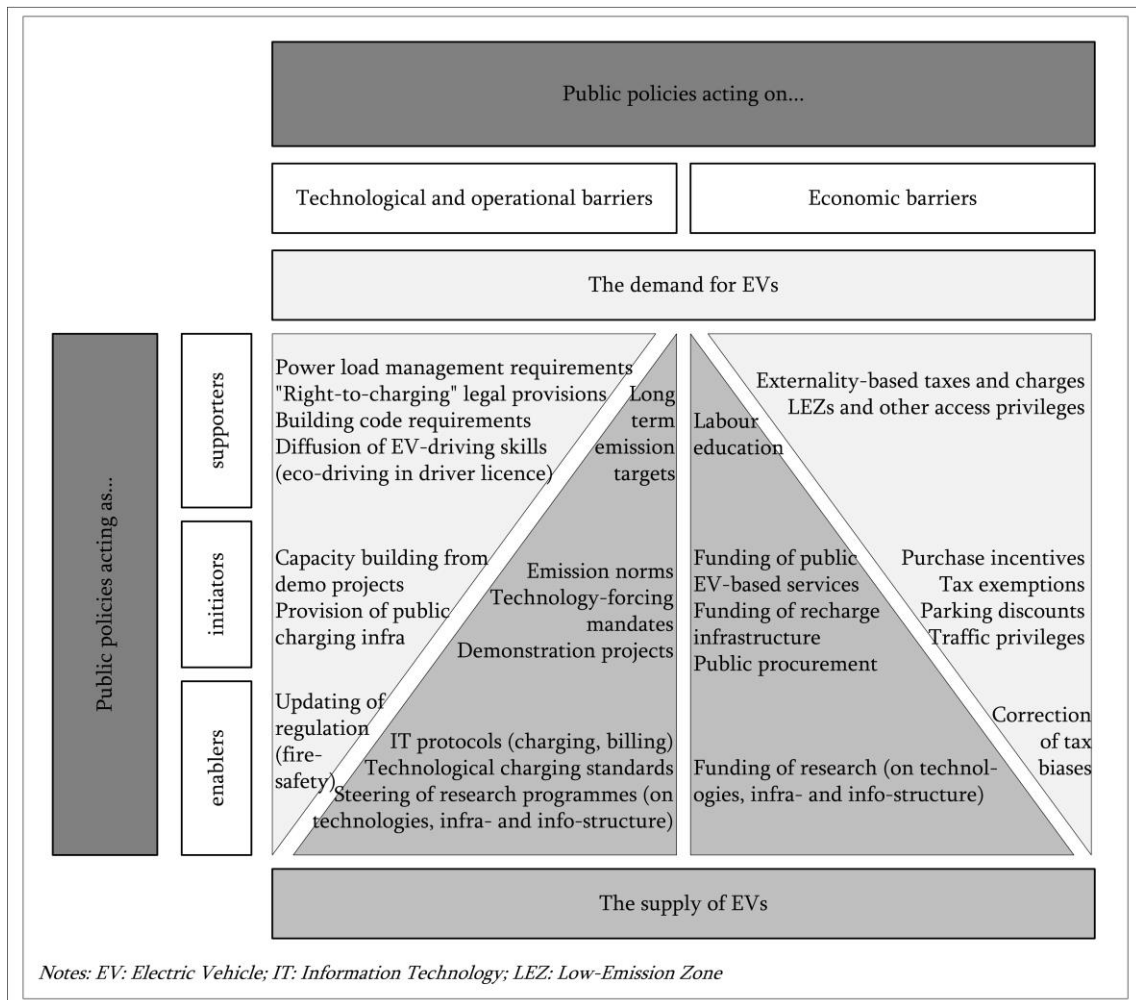 Public policies acting on...
Technological and operational barriers
Economic barriers
The demand for EVs
Public policies acting as...
supporters
Power load management requirements
"Right-to-charging" legal provisions
Building code requirements
Diffusion of EV-driving skills
(eco-driving in driver licence)
Long
term
emission
targets
Labour
education
Externality-based taxes and charges
LEZs and other access privileges
initiators
Capacity building from
demo projects
Provision of public
charging infra
Emission norms
Technology-forcing
mandates
Demonstration projects
Funding of public
EV-based services
Funding of recharge
infrastructure
Public procurement
Purchase incentives
Tax exemptions
Parking discounts
Traffic privileges
enablers
Updating of
regulation
(fire-
safety)
IT protocols (charging, billing)
Technological charging standards
Steering of research programmes (on
technologies, infra- and info-structure)
Funding of research (on technol-
ogies, infra- and info-structure)
Correction
of tax
biases
The supply of EVs
Notes: EV: Electric Vehicle; IT: Information Technology; LEZ: Low-Emission Zone